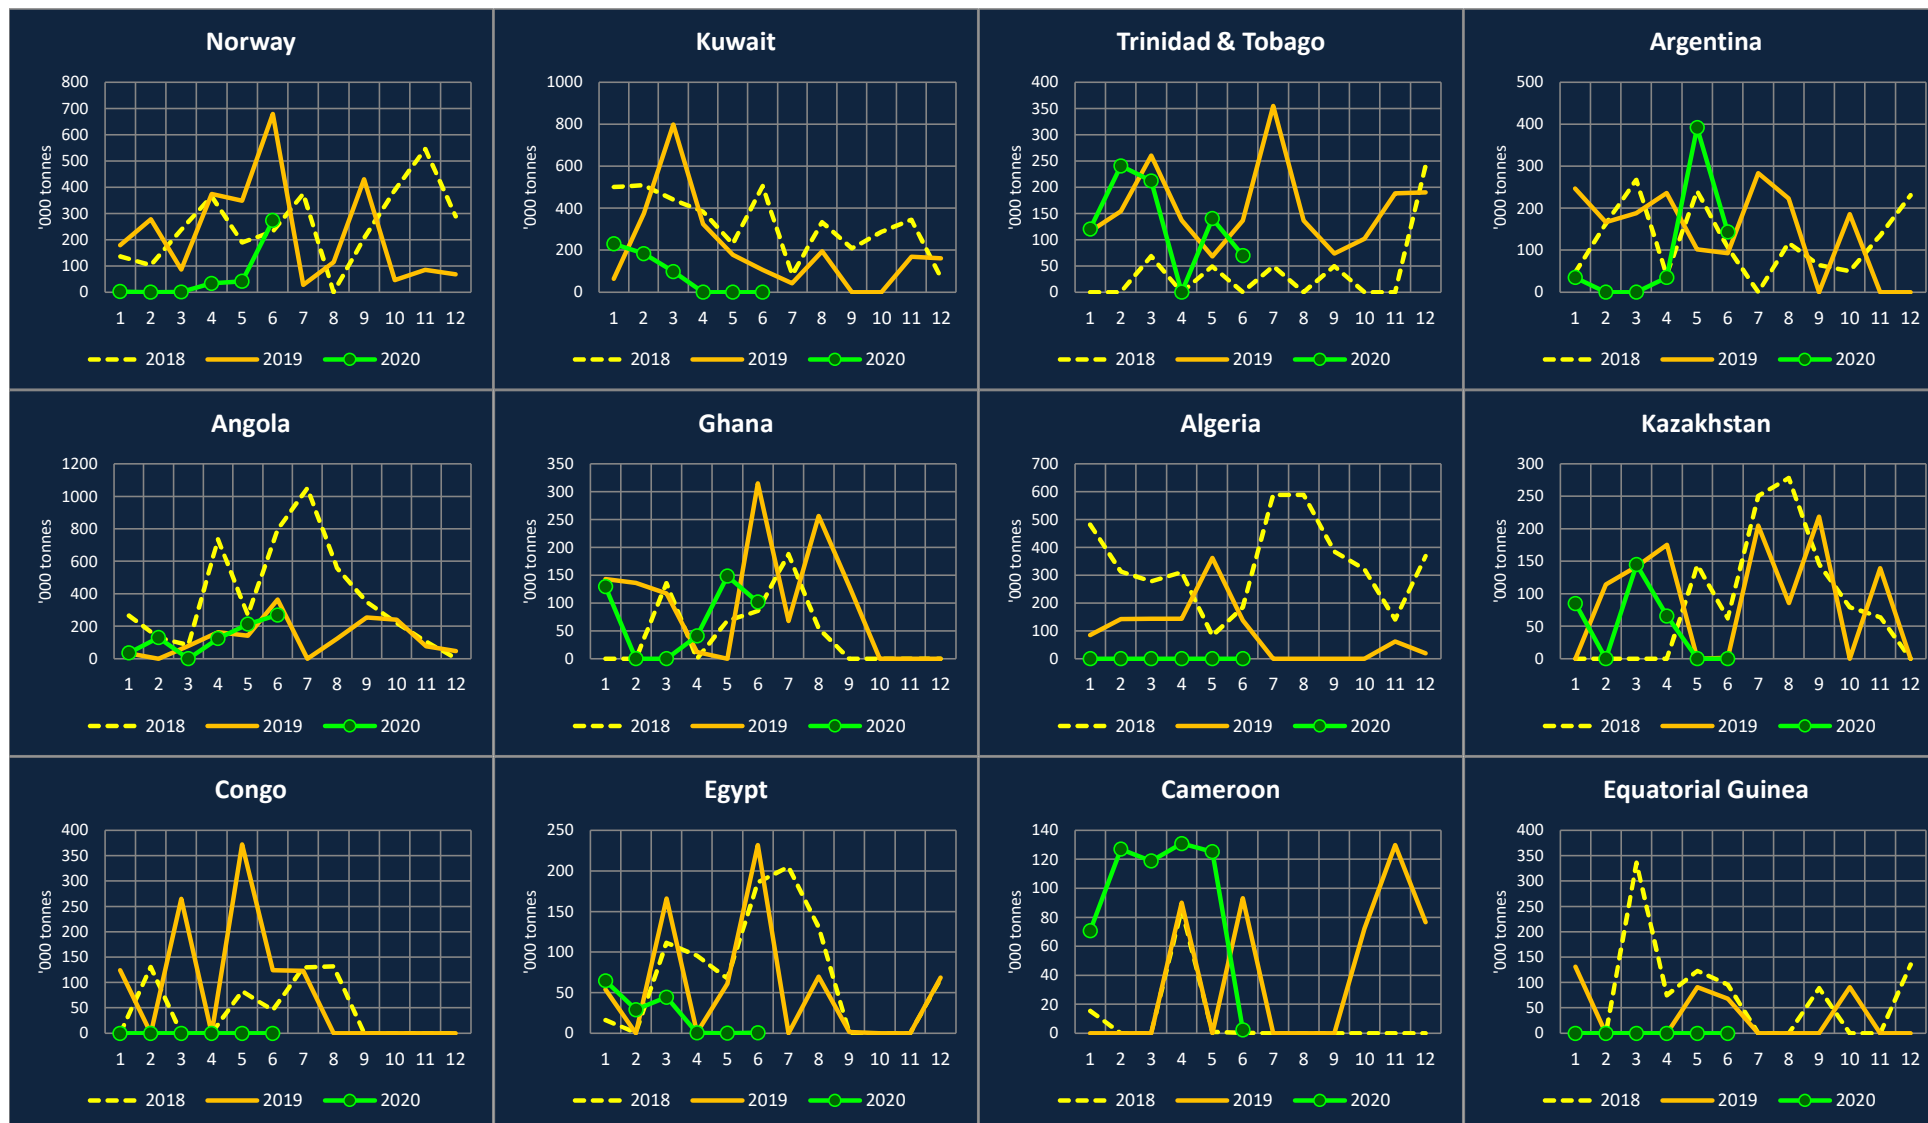 Norway
800
700
600
500
400
300
200
100
0
'000 tonnes
1 2 3 4 5 6 7 8 9 10 11 12
2018 2019 2020
Kuwait
1000
800
600
400
200
0
'000 tonnes
1 2 3 4 5 6 7 8 9 10 11 12
2018 2019 2020
Trinidad & Tobago
400
350
300
250
200
150
100
50
0
'000 tonnes
1 2 3 4 5 6 7 8 9 10 11 12
2018 2019 2020
Argentina
500
400
300
200
100
0
'000 tonnes
1 2 3 4 5 6 7 8 9 10 11 12
2018 2019 2020
Angola
1200
1000
800
600
400
200
0
'000 tonnes
1 2 3 4 5 6 7 8 9 10 11 12
2018 2019 2020
Ghana
350
300
250
200
150
100
50
0
'000 tonnes
1 2 3 4 5 6 7 8 9 10 11 12
2018 2019 2020
Algeria
700
600
500
400
300
200
100
0
'000 tonnes
1 2 3 4 5 6 7 8 9 10 11 12
2018 2019 2020
Kazakhstan
300
250
200
150
100
50
0
'000 tonnes
1 2 3 4 5 6 7 8 9 10 11 12
2018 2019 2020
Congo
400
350
300
250
200
150
100
50
0
'000 tonnes
1 2 3 4 5 6 7 8 9 10 11 12
2018 2019 2020
Egypt
250
200
150
100
50
0
'000 tonnes
1 2 3 4 5 6 7 8 9 10 11 12
2018 2019 2020
Cameroon
140
120
100
80
60
40
20
0
'000 tonnes
1 2 3 4 5 6 7 8 9 10 11 12
2018 2019 2020
Equatorial Guinea
400
350
300
250
200
150
100
50
0
'000 tonnes
1 2 3 4 5 6 7 8 9 10 11 12
2018 2019 2020